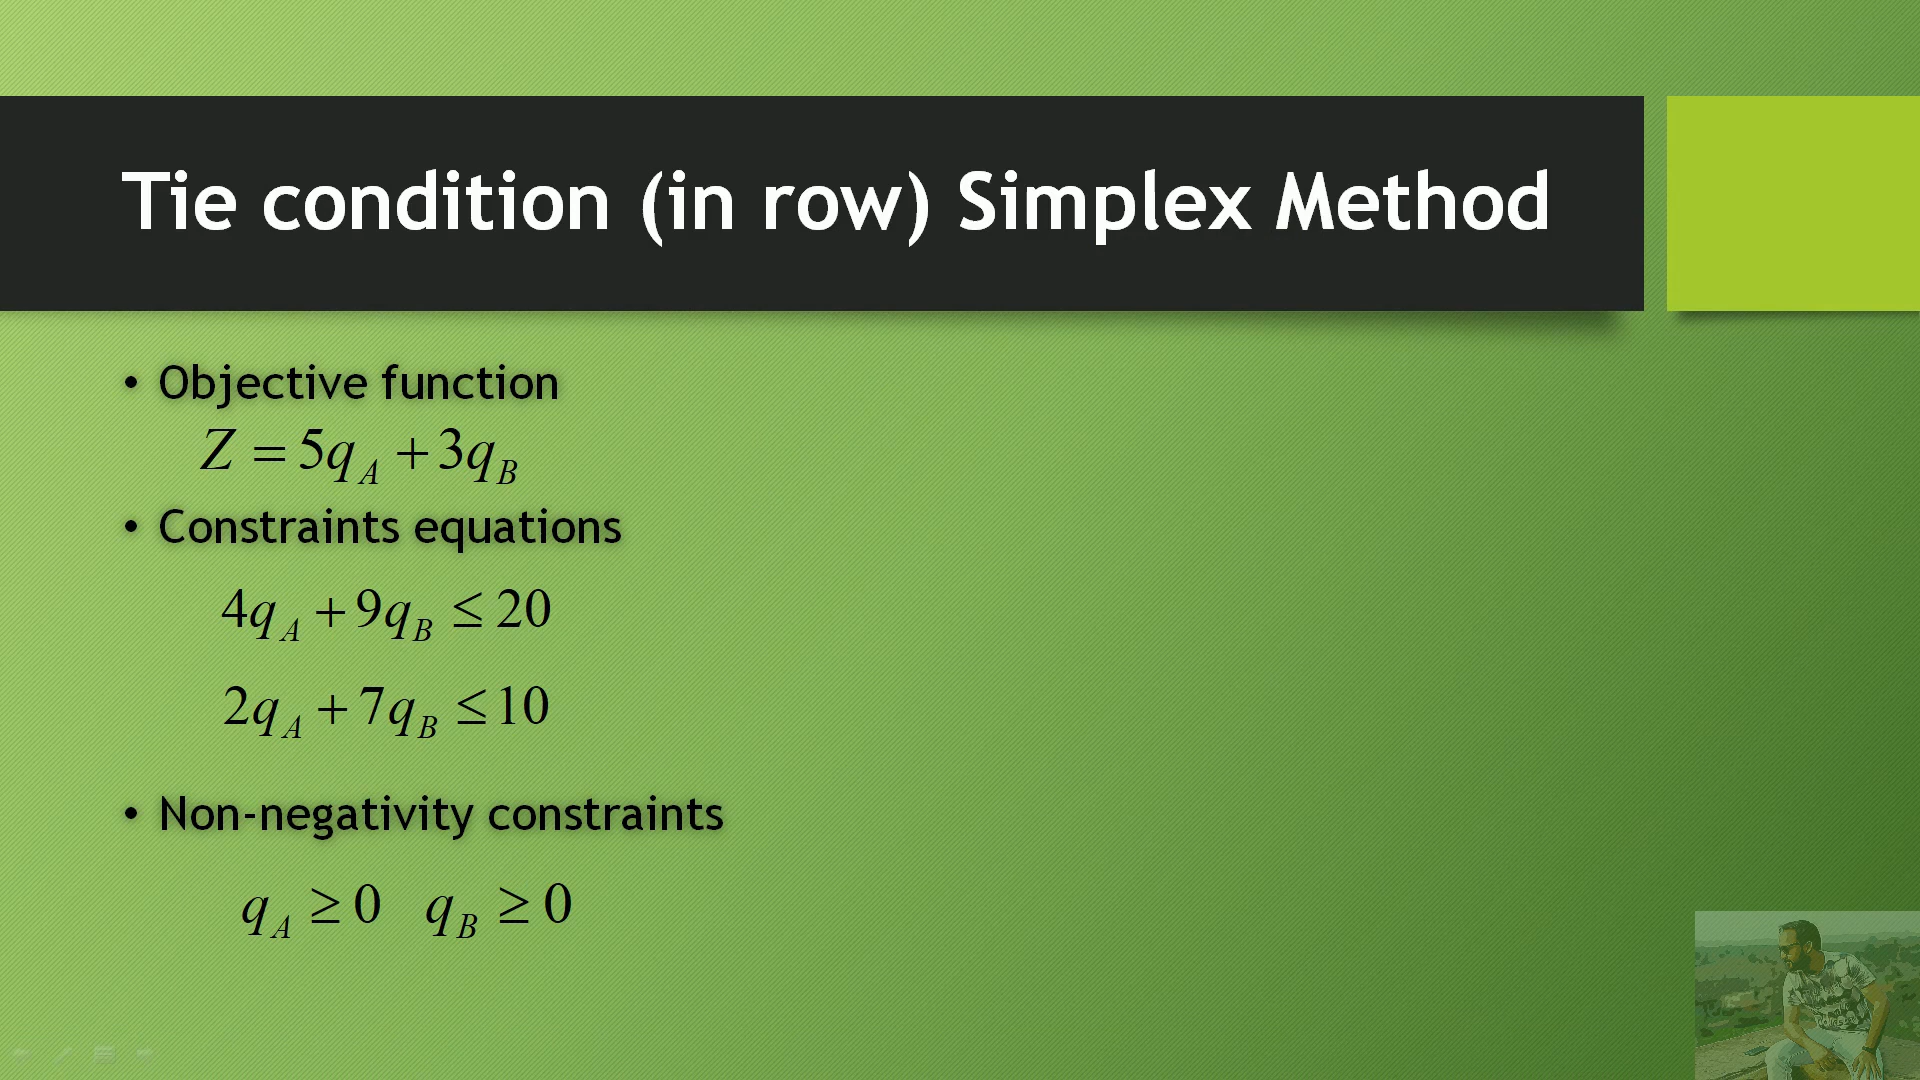 Tie condition (in row) Simplex Method
• Objective function
Z = 5q_A + 3q_B
• Constraints equations
4q_A + 9q_B ≤ 20
2q_A + 7q_B ≤ 10
• Non-negativity constraints
q_A ≥ 0 q_B ≥ 0